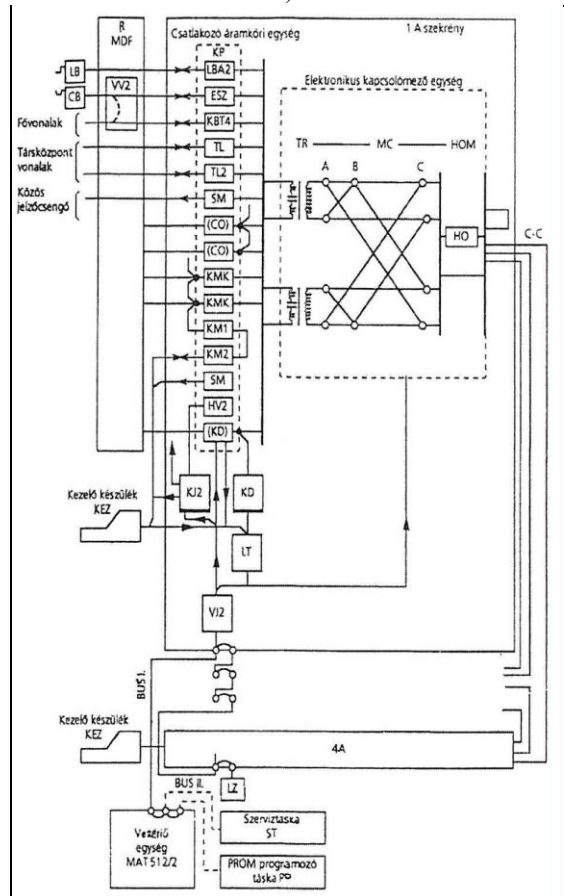 R
MDF
Csatlakozó áramköri egység
1 A szekrény
KP
LB
LBA2
Elektronikus kapcsolómező egység
VV2
CB
ESZ
Fővonalak
KBT4
TR
MC
HOM
Társközpont
vonalak
TL
A
B
C
TL2
Közös
jelzőcsengő
SM
HO
C-C
(CO)
(CO)
KMK
KMK
KM1
KM2
SM
HV2
(KD)
KJ2
KD
Kezelő készülék
KEZ
LT
VJ2
BUS I.
Kezelő készülék
KEZ
4A
LZ
BUS II.
Vezérlő
egység
MAT 512/2
Szerviztáska
ST
PROM programozó
táska PP